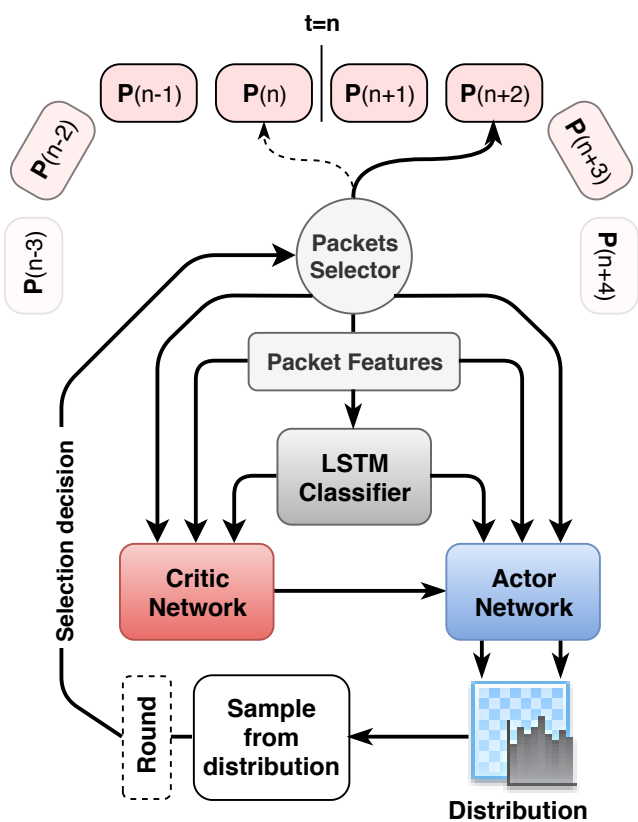 t=n
P(n-1)
P(n)
P(n+1)
P(n+2)
P(n-2)
P(n+3)
P(n-3)
P(n+4)
Packets
Selector
Packet Features
LSTM
Classifier
Critic
Network
Actor
Network
Selection decision
Round
Sample
from
distribution
Distribution